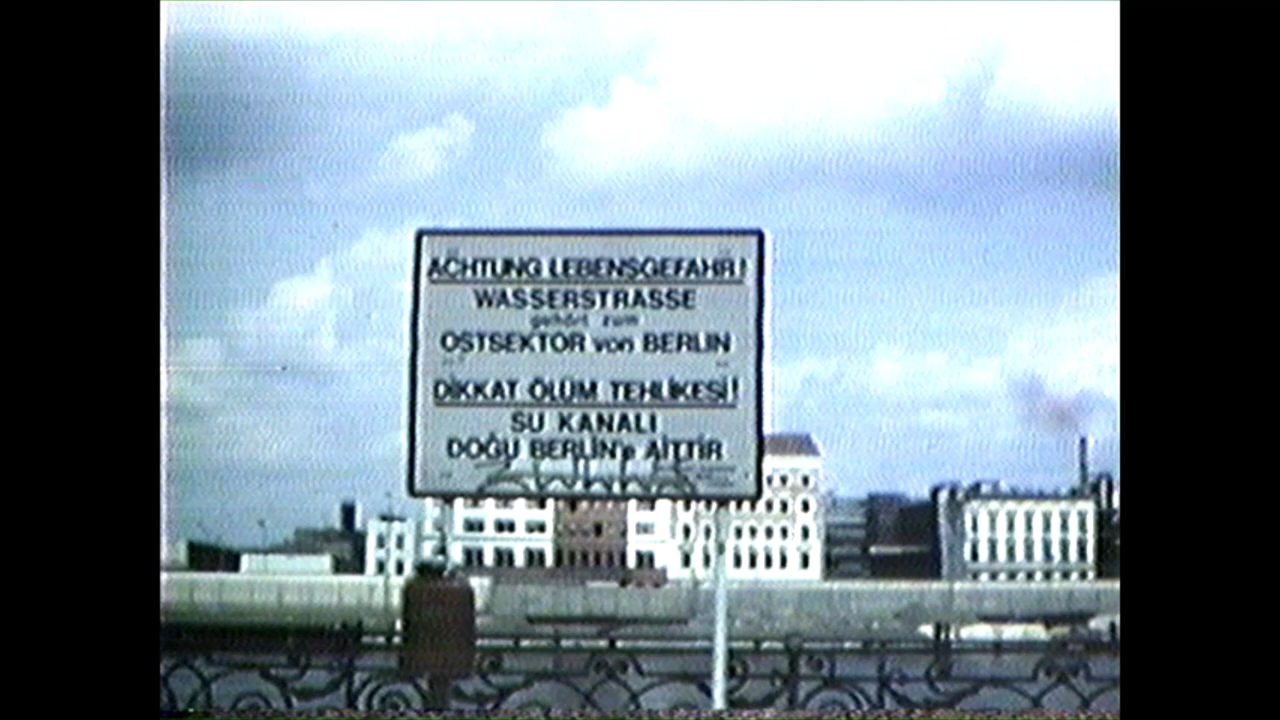 ACHTUNG LEBENSGEFAHR!
WASSERSTRASSE
gehört zum
OSTSEKTOR von BERLIN
DİKKAT ÖLÜM TEHLİKESİ!
SU KANALI
DOĞU BERLİN'e AİTTİR